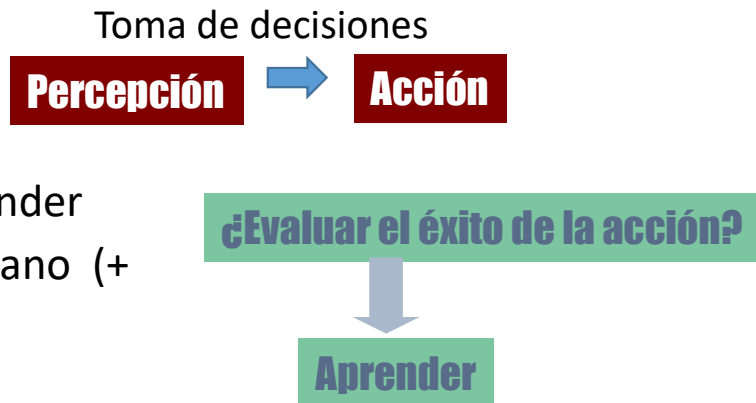 Toma de decisiones
Percepción Acción
nder
¿Evaluar el éxito de la acción?
ano (+
Aprender